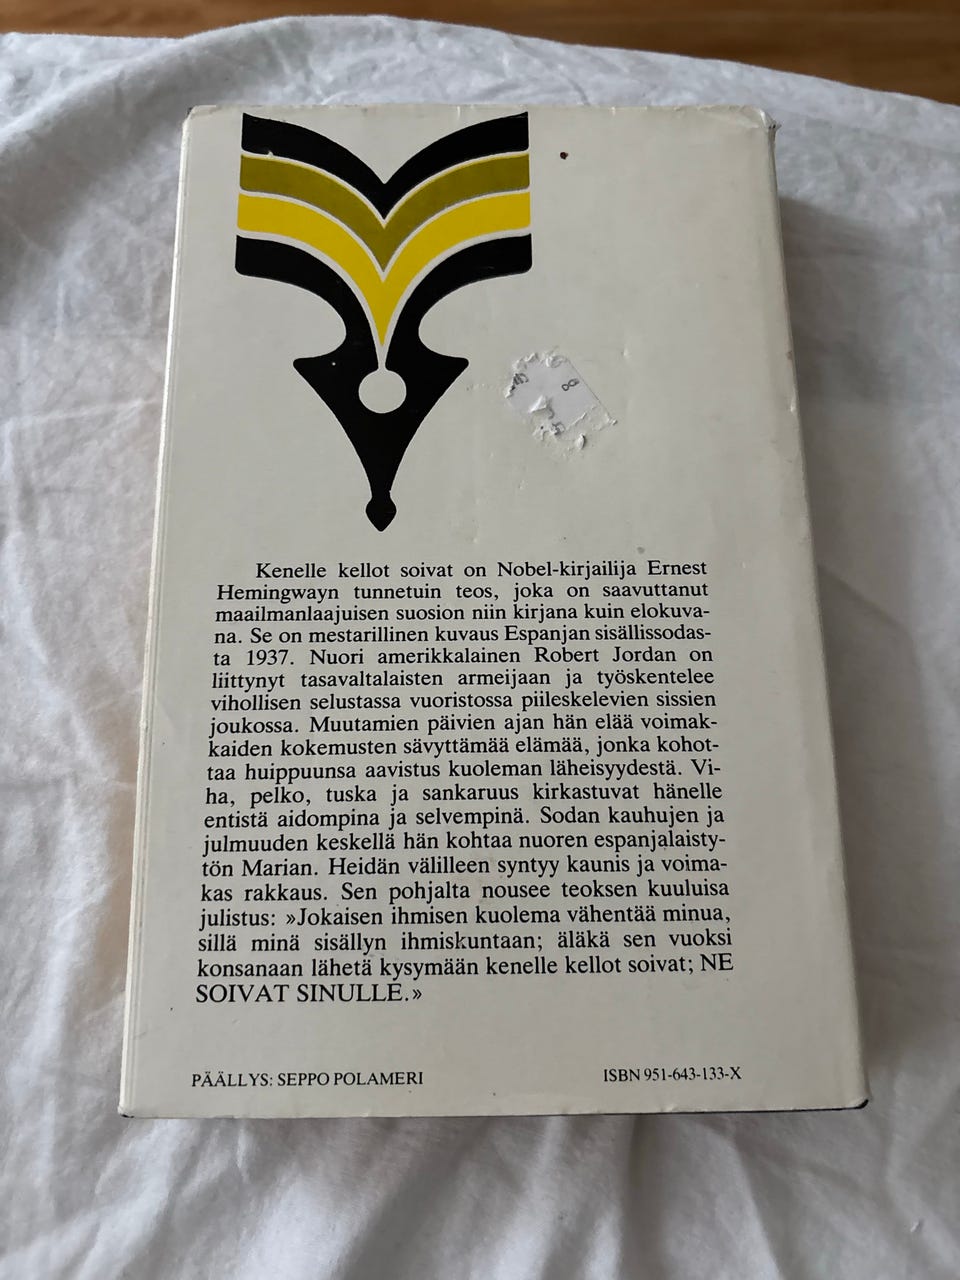 Kenelle kellot soivat on Nobel-kirjailija Ernest
Hemingwayn tunnetuin teos, joka on saavuttanut
maailmanlaajuisen suosion niin kirjana kuin elokuva-
na. Se on mestarillinen kuvaus Espanjan sisällissodas-
ta 1937. Nuori amerikkalainen Robert Jordan on
liittynyt tasavaltalaisten armeijaan ja työskentelee
vihollisen selustassa vuoristossa piileskelevien sissien
joukossa. Muutamien päivien ajan hän elää voimak-
kaiden kokemusten sävyttämää elämää, jonka kohot-
taa huippuunsa aavistus kuoleman läheisyydestä. Vi-
ha, pelko, tuska ja sankaruus kirkastuvat hänelle
entistä aidompina ja selvempinä. Sodan kauhujen ja
julmuuden keskellä hän kohtaa nuoren espanjalaisty-
tön Marian. Heidän välilleen syntyy kaunis ja voima-
kas rakkaus. Sen pohjalta nousee teoksen kuuluisa
julistus: »Jokaisen ihmisen kuolema vähentää minua,
sillä minä sisällyn ihmiskuntaan; äläkä sen vuoksi
konsanaan lähetä kysymään kenelle kellot soivat; NE
SOIVAT SINULLE.»
PÄÄLLYS: SEPPO POLAMERI
ISBN 951-643-133-X